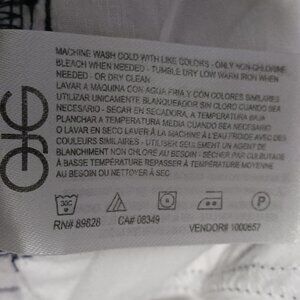 MACHINE WASH COLD WITH LIKE COLORS - ONLY NON-CHLORINE
BLEACH WHEN NEEDED - TUMBLE DRY LOW WARM IRON WHEN
NEEDED - OR DRY CLEAN
LAVAR A MAQUINA CON AGUA FRIA Y CON COLORES SIMILARES
UTILIZAR UNICAMENTE BLANQUEADOR SIN CLORO CUANDO SEA
NECESARIO - SEGAR EN SECADORA A TEMPERATURA BAJA,
PLANCHAR A TEMPERATURA MEDIA CUANDO SEA NECESARIO
O LAVAR EN SECO LAVER À LA MACHINE À L'EAU FROIDE AVEC DES
COULEURS SIMILAIRES - UTILISER SEULEMENT UN AGENT DE
BLANCHIMENT NON CHLORÉ AU BESOIN - SÉCHER PAR CULBUTAGE
À BASSE TEMPÉRATURE REPASSER À TEMPÉRATURE MOYENNE
AU BESOIN OU NETTOYER À SEC
30C
P
RN# 89628 CA# 08349
VENDOR# 1000657